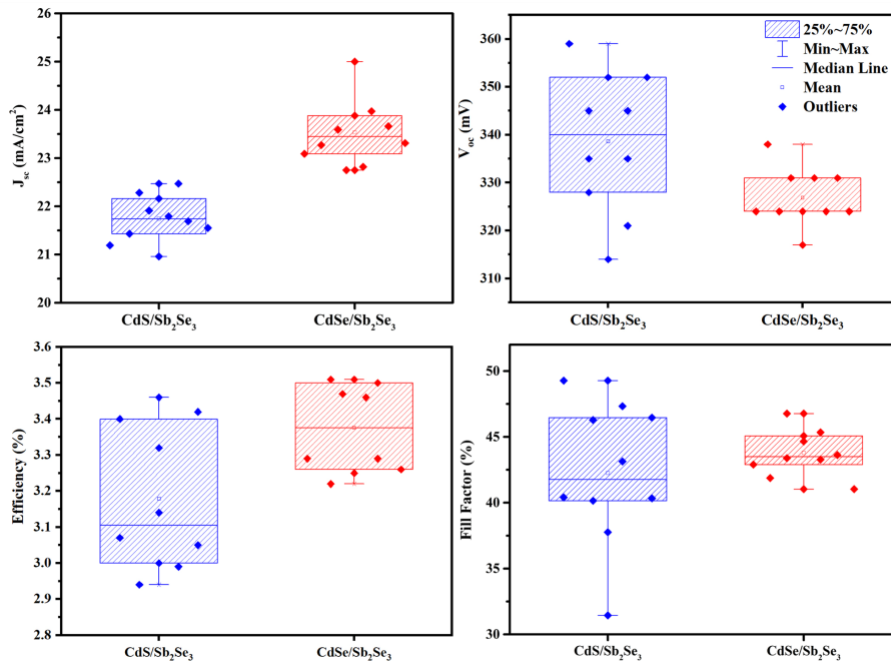 26
25
24
23
22
21
20
J_sc (mA/cm²)
CdS/Sb₂Se₃
CdSe/Sb₂Se₃
360
350
340
330
320
310
V_oc (mV)
25%~75%
Min~Max
Median Line
Mean
Outliers
CdS/Sb₂Se₃
CdSe/Sb₂Se₃
3.6
3.5
3.4
3.3
3.2
3.1
3.0
2.9
2.8
Efficiency (%)
CdS/Sb₂Se₃
CdSe/Sb₂Se₃
50
45
40
35
30
Fill Factor (%)
CdS/Sb₂Se₃
CdSe/Sb₂Se₃